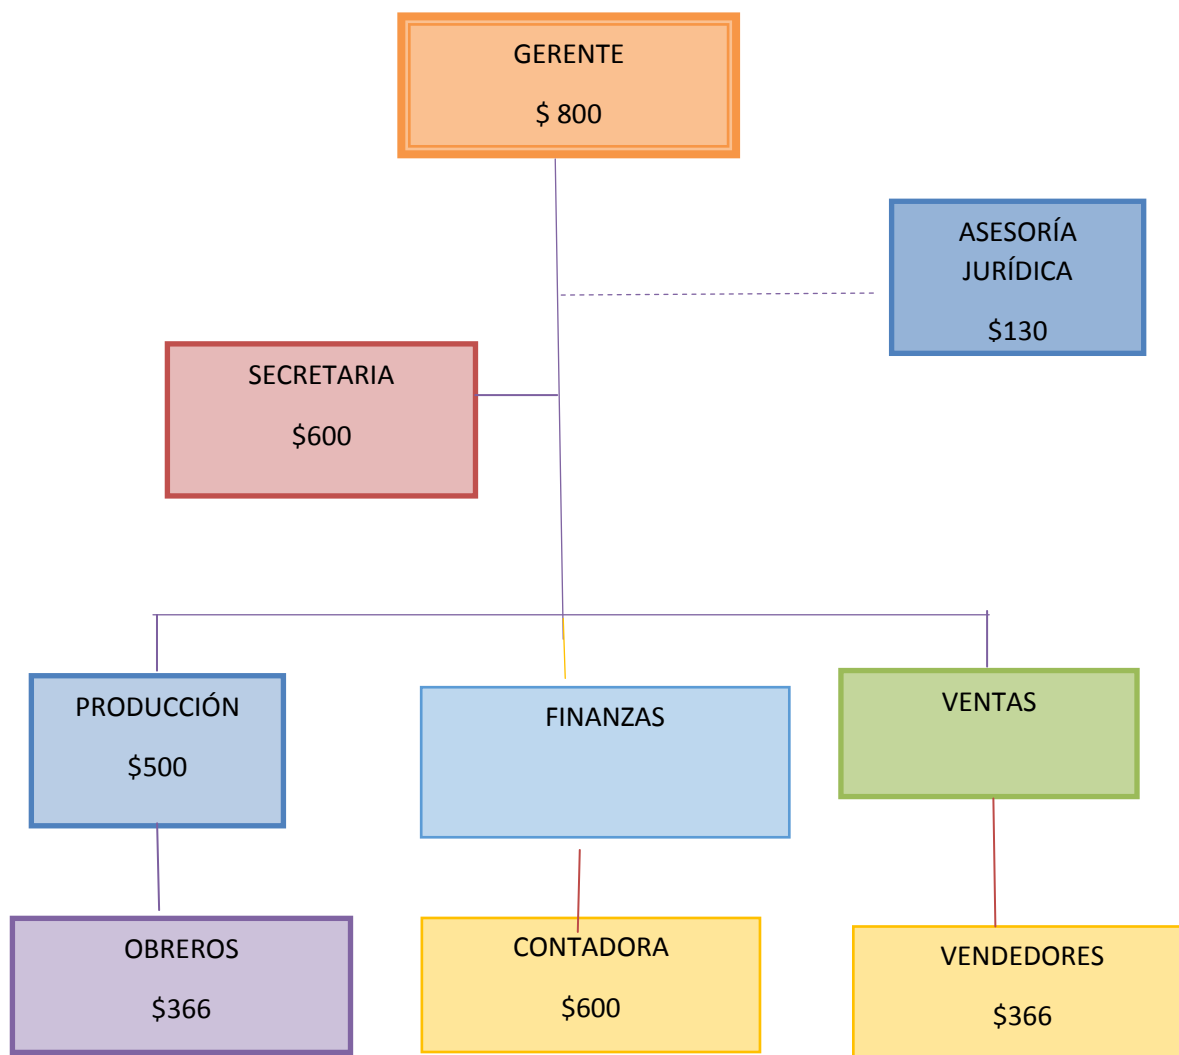 GERENTE
$ 800
ASESORÍA
JURÍDICA
$130
SECRETARIA
$600
PRODUCCIÓN
$500
FINANZAS
VENTAS
OBREROS
$366
CONTADORA
$600
VENDEDORES
$366